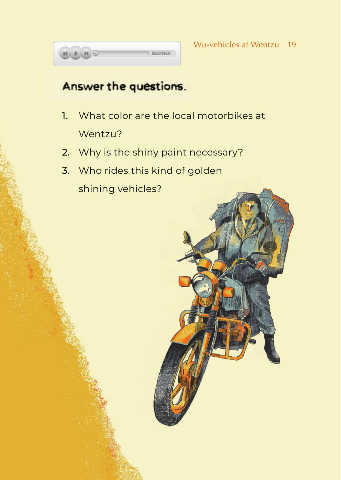 Wu-vehicles at Wentzu 19
Answer the questions.
1. What color are the local motorbikes at
Wentzu?
2. Why is the shiny paint necessary?
3. Who rides this kind of golden
shining vehicles?